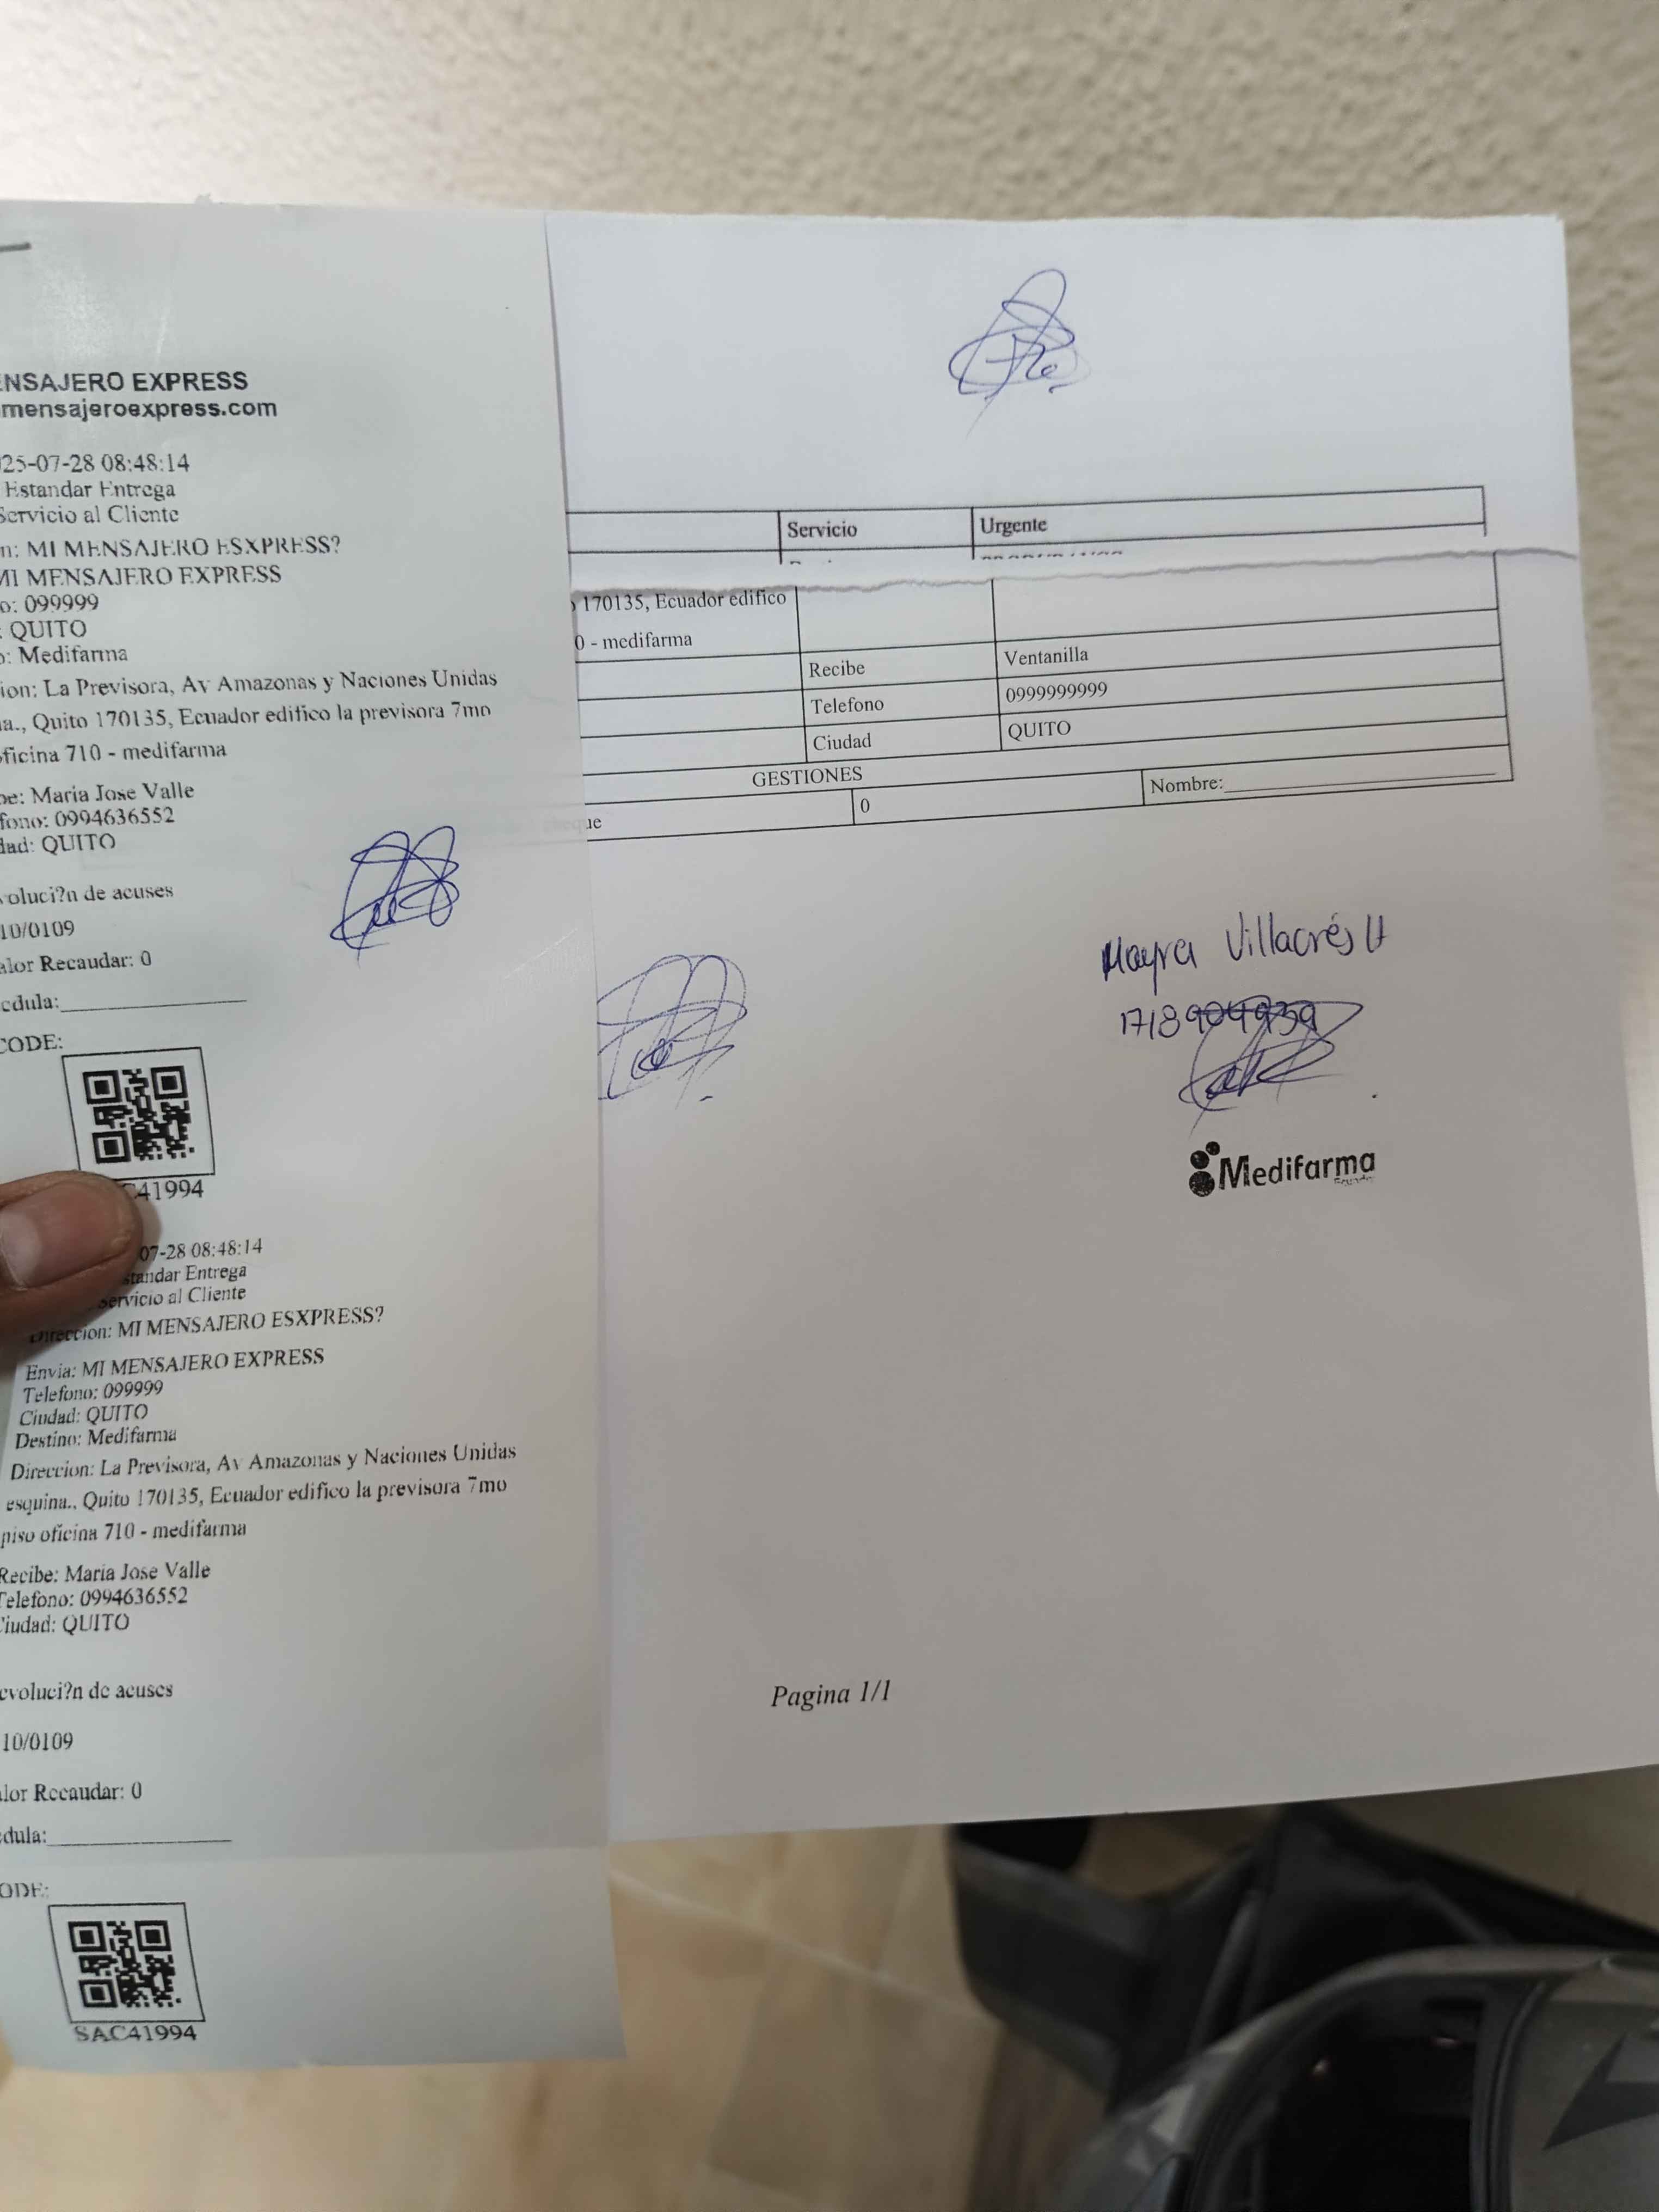 NSAJERO EXPRESS
mensajeroexpress.com
25-07-28 08:48:14
Estandar Entrega
Servicio al Cliente
n: MI MENSAJERO ESXPRESS?
MI MENSAJERO EXPRESS
o: 099999
: QUITO
o: Medifarma
ion: La Previsora, Av Amazonas y Naciones Unidas
na., Quito 170135, Ecuador edifico la previsora 7mo
oficina 710 - medifarma
be: Maria Jose Valle
fono: 0994636552
dad: QUITO
voluci?n de acuses
10/0109
alor Recaudar: 0
cedula:
CODE:
41994
07-28 08:48:14
standar Entrega
Servicio al Cliente
Direccion: MI MENSAJERO ESXPRESS?
Envia: MI MENSAJERO EXPRESS
Telefono: 099999
Ciudad: QUITO
Destino: Medifarma
Direccion: La Previsora, Av Amazonas y Naciones Unidas
esquina., Quito 170135, Ecuador edifico la previsora 7mo
piso oficina 710 - medifarma
Recibe: Maria Jose Valle
Telefono: 0994636552
Ciudad: QUITO
evoluci?n de acuses
10/0109
alor Recaudar: 0
edula:
ODE:
SAC41994
Servicio Urgente
170135, Ecuador edifico
0 - medifarma
Recibe Ventanilla
Telefono 0999999999
Ciudad QUITO
GESTIONES
ue 0 Nombre:
Mayra Villacrés U
1718904939
Medifarma
Ecuador
Pagina 1/1